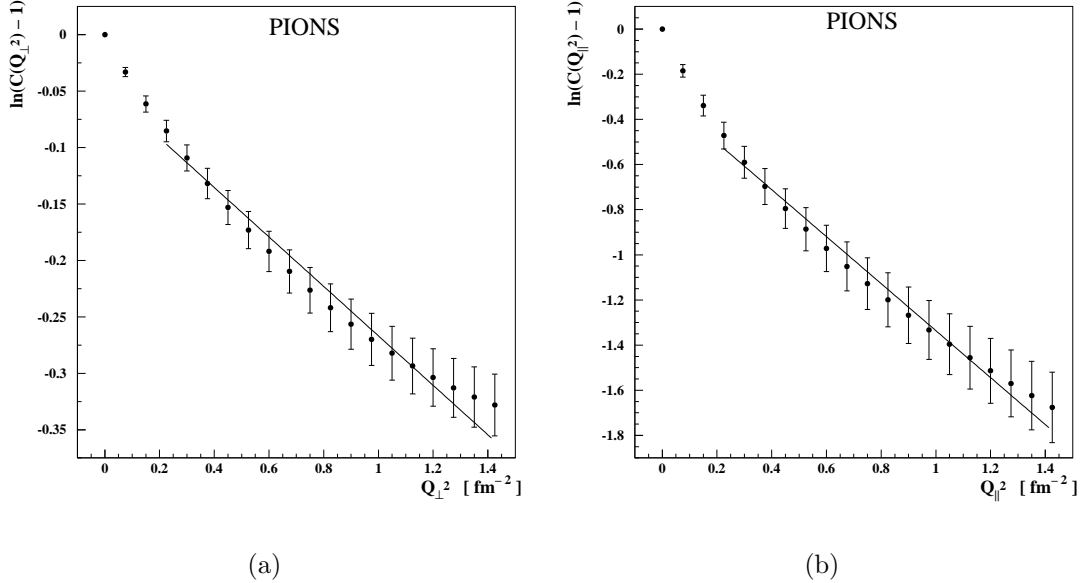 PIONS
ln(C(Q⊥²) − 1)
0
-0.05
-0.1
-0.15
-0.2
-0.25
-0.3
-0.35
0 0.2 0.4 0.6 0.8 1 1.2 1.4
Q⊥² [ fm⁻² ]
(a)
PIONS
ln(C(Q∥²) − 1)
0
-0.2
-0.4
-0.6
-0.8
-1
-1.2
-1.4
-1.6
-1.8
0 0.2 0.4 0.6 0.8 1 1.2 1.4
Q∥² [ fm⁻² ]
(b)